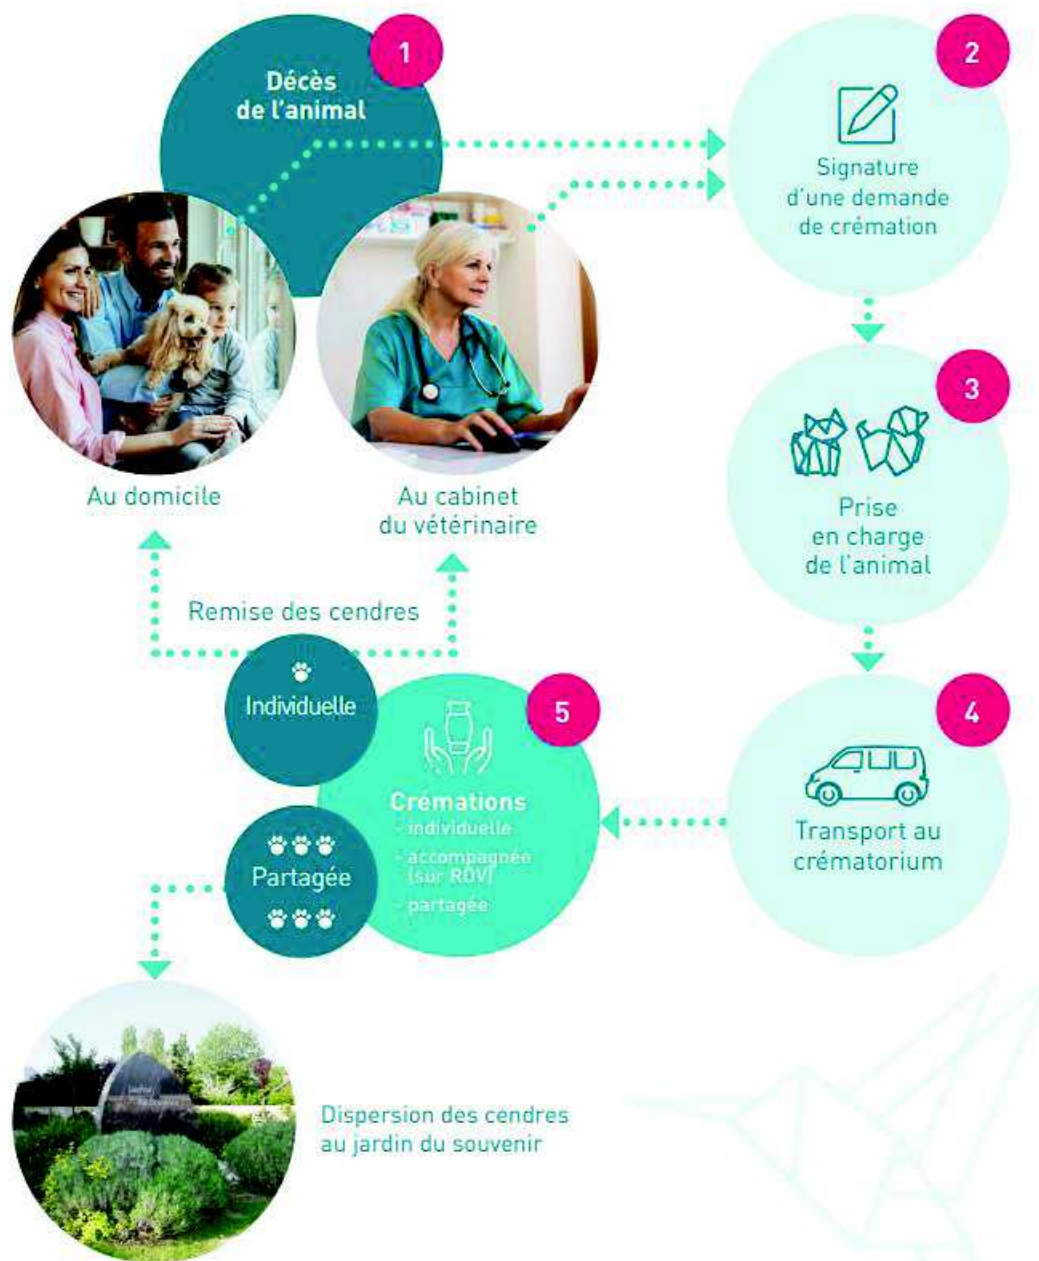 1
Décès
de l'animal
2
Signature
d'une demande
de crémation
3
Prise
en charge
de l'animal
Au domicile
Au cabinet
du vétérinaire
Remise des cendres
Individuelle
4
Transport au
crématorium
5
Crémations
- individuelle
- accompagnée
(sur RDV)
- partagée
Partagée
Dispersion des cendres
au jardin du souvenir